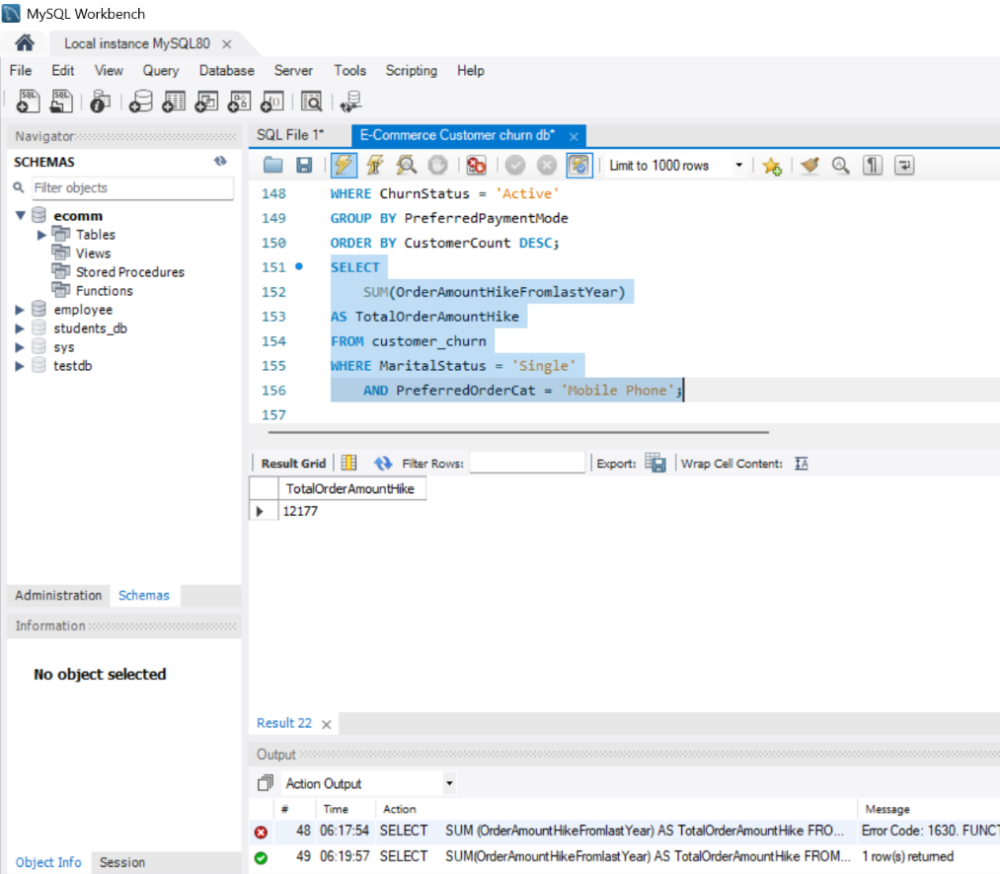 MySQL Workbench
Local instance MySQL80
File Edit View Query Database Server Tools Scripting Help
Navigator
SCHEMAS
Filter objects
ecomm
Tables
Views
Stored Procedures
Functions
employee
students_db
sys
testdb
Administration Schemas
Information
No object selected
Object Info Session
SQL File 1*
E-Commerce Customer churn db*
Limit to 1000 rows
148 WHERE ChurnStatus = 'Active'
149 GROUP BY PreferredPaymentMode
150 ORDER BY CustomerCount DESC;
151 SELECT
152 SUM(OrderAmountHikeFromlastYear)
153 AS TotalOrderAmountHike
154 FROM customer_churn
155 WHERE MaritalStatus = 'Single'
156 AND PreferredOrderCat = 'Mobile Phone';
157
Result Grid Filter Rows: Export: Wrap Cell Content:
TotalOrderAmountHike
12177
Result 22
Output
Action Output
# Time Action Message
48 06:17:54 SELECT SUM (OrderAmountHikeFromlastYear) AS TotalOrderAmountHike FRO... Error Code: 1630. FUNCT
49 06:19:57 SELECT SUM(OrderAmountHikeFromlastYear) AS TotalOrderAmountHike FROM... 1 row(s) returned